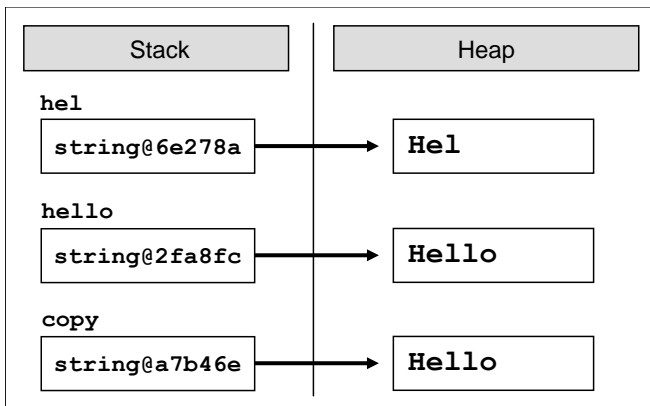 Stack
Heap
hel
string@6e278a
Hel
hello
string@2fa8fc
Hello
copy
string@a7b46e
Hello